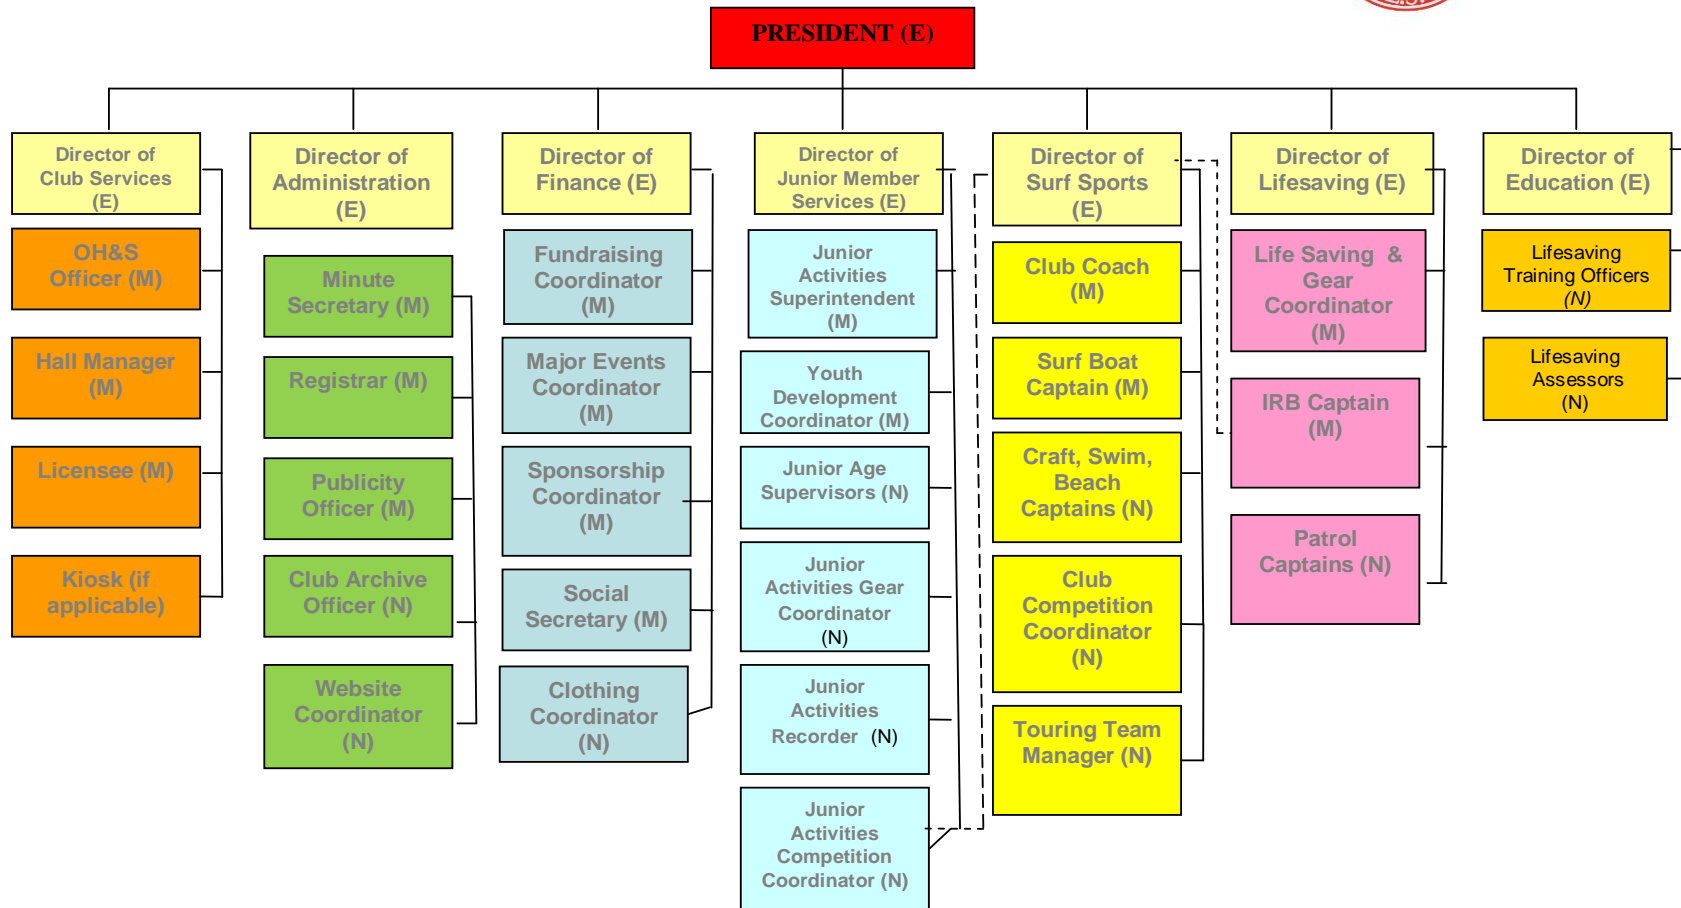 PRESIDENT (E)
Director of
Club Services
(E)
OH&S
Officer (M)
Hall Manager
(M)
Licensee (M)
Kiosk (if
applicable)
Director of
Administration
(E)
Minute
Secretary (M)
Registrar (M)
Publicity
Officer (M)
Club Archive
Officer (N)
Website
Coordinator
(N)
Director of
Finance (E)
Fundraising
Coordinator
(M)
Major Events
Coordinator
(M)
Sponsorship
Coordinator
(M)
Social
Secretary (M)
Clothing
Coordinator
(N)
Director of
Junior Member
Services (E)
Junior
Activities
Superintendent
(M)
Youth
Development
Coordinator (M)
Junior Age
Supervisors (N)
Junior
Activities Gear
Coordinator
(N)
Junior
Activities
Recorder (N)
Junior
Activities
Competition
Coordinator (N)
Director of
Surf Sports
(E)
Club Coach
(M)
Surf Boat
Captain (M)
Craft, Swim,
Beach
Captains (N)
Club
Competition
Coordinator
(N)
Touring Team
Manager (N)
Director of
Lifesaving (E)
Life Saving &
Gear
Coordinator
(M)
IRB Captain
(M)
Patrol
Captains (N)
Director of
Education (E)
Lifesaving
Training Officers
(N)
Lifesaving
Assessors
(N)